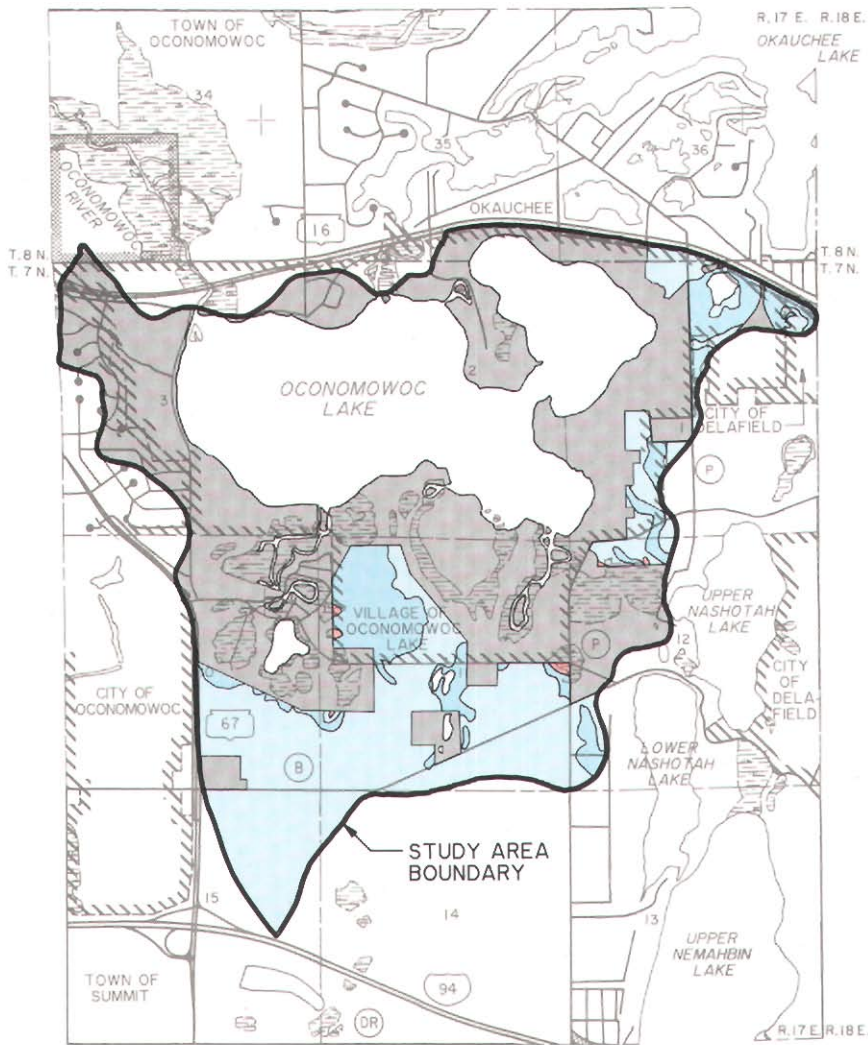 TOWN OF
OCONOMOWOC
R. 17 E. R. 18 E.
OKAUCHEE
LAKE
34
35
36
OCONOMOWOC
RIVER
16
OKAUCHEE
T. 8 N.
T. 7 N.
T. 8 N.
T. 7 N.
OCONOMOWOC
LAKE
2
3
1
CITY OF
DELAFIELD
P
UPPER
NASHOTAH
LAKE
VILLAGE OF
OCONOMOWOC
LAKE
P
12
CITY OF
OCONOMOWOC
CITY
OF
DELA-
FIELD
67
B
LOWER
NASHOTAH
LAKE
STUDY AREA
BOUNDARY
15
14
13
UPPER
NEMAHBIN
LAKE
TOWN OF
SUMMIT
94
DR
R. 17 E. R. 18 E.